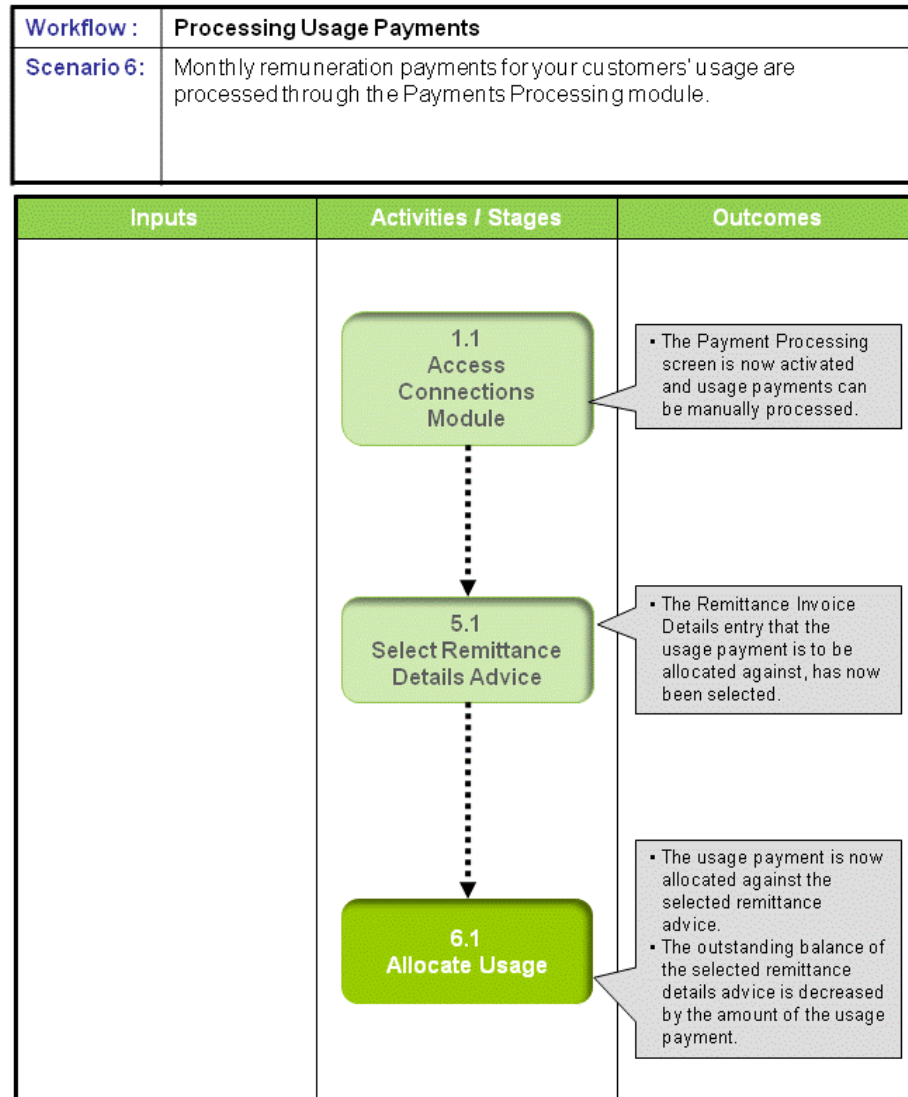 Workflow : Processing Usage Payments
Scenario 6: Monthly remuneration payments for your customers' usage are
processed through the Payments Processing module.
Inputs Activities / Stages Outcomes
1.1
Access
Connections
Module
▪ The Payment Processing
screen is now activated
and usage payments can
be manually processed.
5.1
Select Remittance
Details Advice
▪ The Remittance Invoice
Details entry that the
usage payment is to be
allocated against, has now
been selected.
6.1
Allocate Usage
▪ The usage payment is now
allocated against the
selected remittance
advice.
▪ The outstanding balance of
the selected remittance
details advice is decreased
by the amount of the usage
payment.